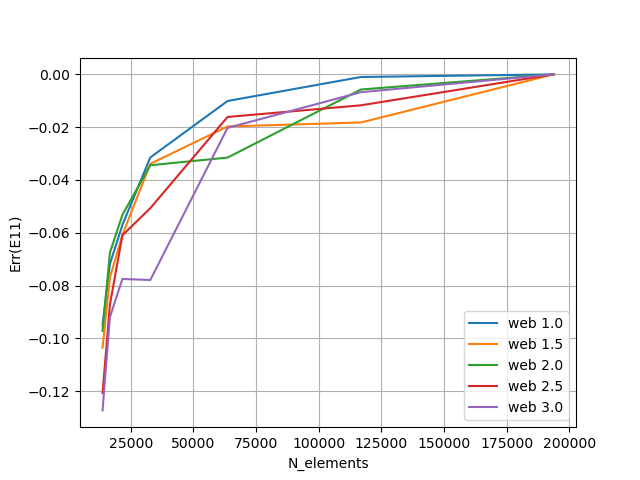 0.00
−0.02
−0.04
−0.06
−0.08
−0.10
−0.12
Err(E11)
web 1.0
web 1.5
web 2.0
web 2.5
web 3.0
25000 50000 75000 100000 125000 150000 175000 200000
N_elements